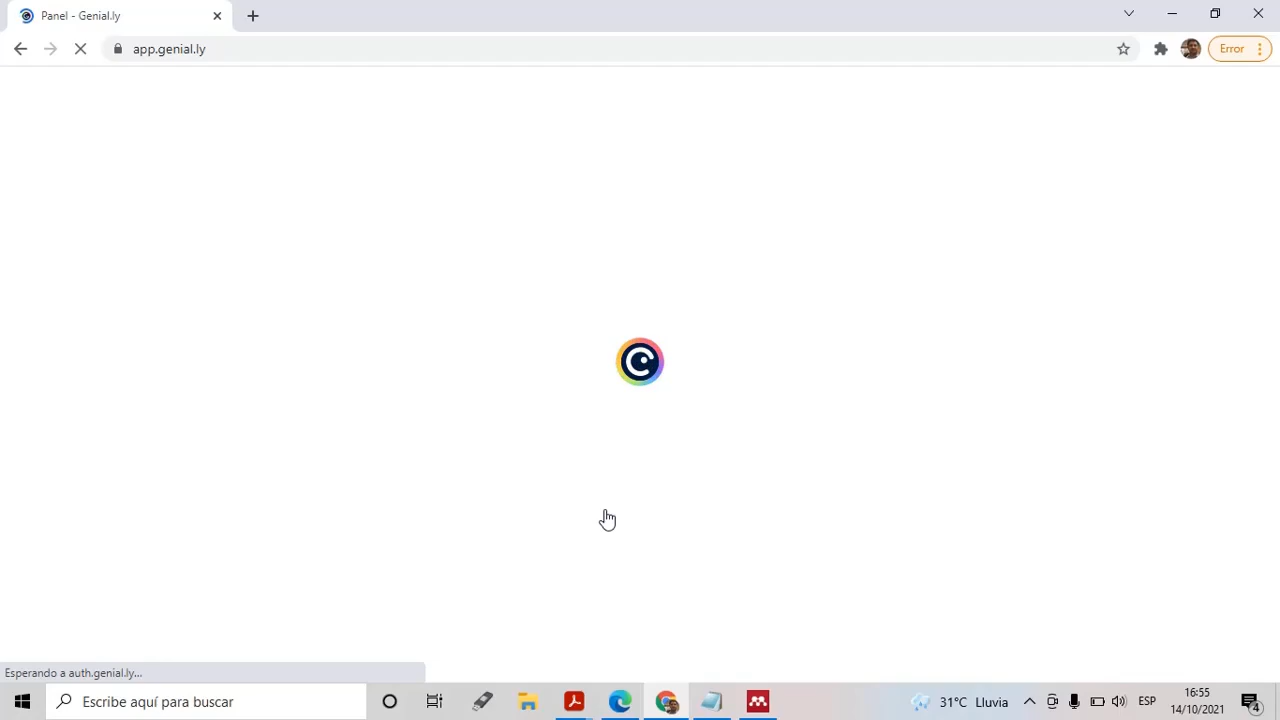 Panel - Genial.ly
app.genial.ly
Error
Esperando a auth.genial.ly...
Escribe aquí para buscar
31°C Lluvia
ESP
16:55
14/10/2021
4